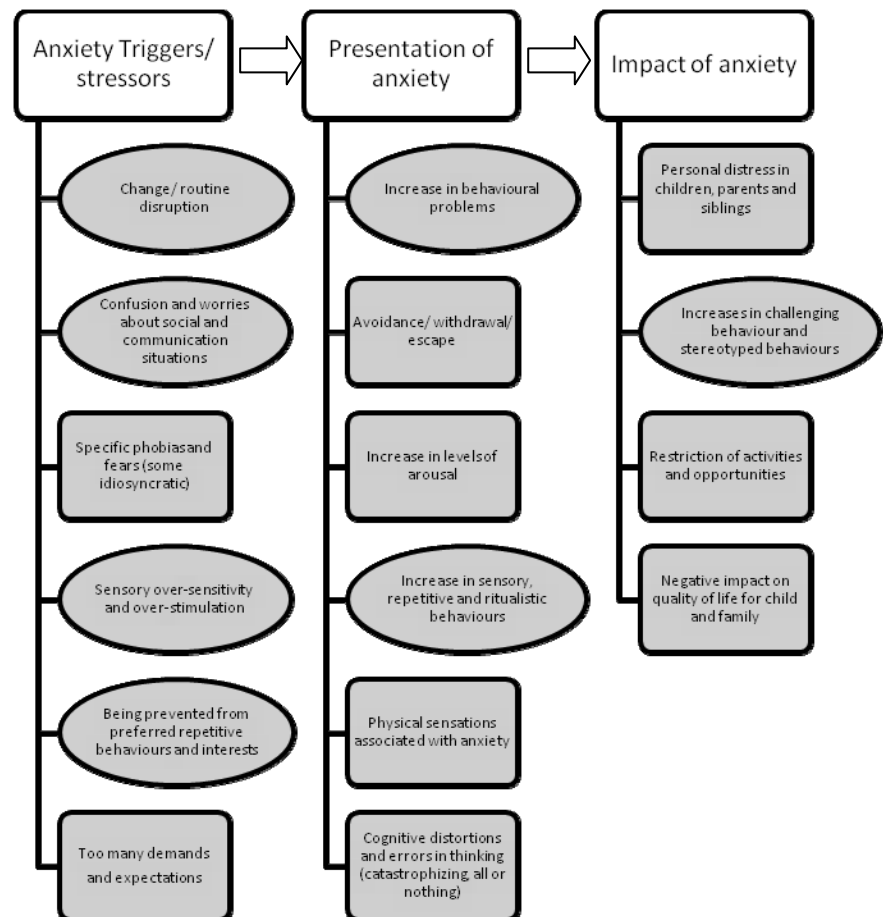 Anxiety Triggers/
stressors
Change/ routine
disruption
Confusion and worries
about social and
communication
situations
Specific phobias and
fears (some
idiosyncratic)
Sensory over-sensitivity
and over-stimulation
Being prevented from
preferred repetitive
behaviours and interests
Too many demands
and expectations
Presentation of
anxiety
Increase in behavioural
problems
Avoidance/ withdrawal/
escape
Increase in levels of
arousal
Increase in sensory,
repetitive and ritualistic
behaviours
Physical sensations
associated with anxiety
Cognitive distortions
and errors in thinking
(catastrophizing, all or
nothing)
Impact of anxiety
Personal distress in
children, parents and
siblings
Increases in challenging
behaviour and
stereotyped behaviours
Restriction of activities
and opportunities
Negative impact on
quality of life for child
and family